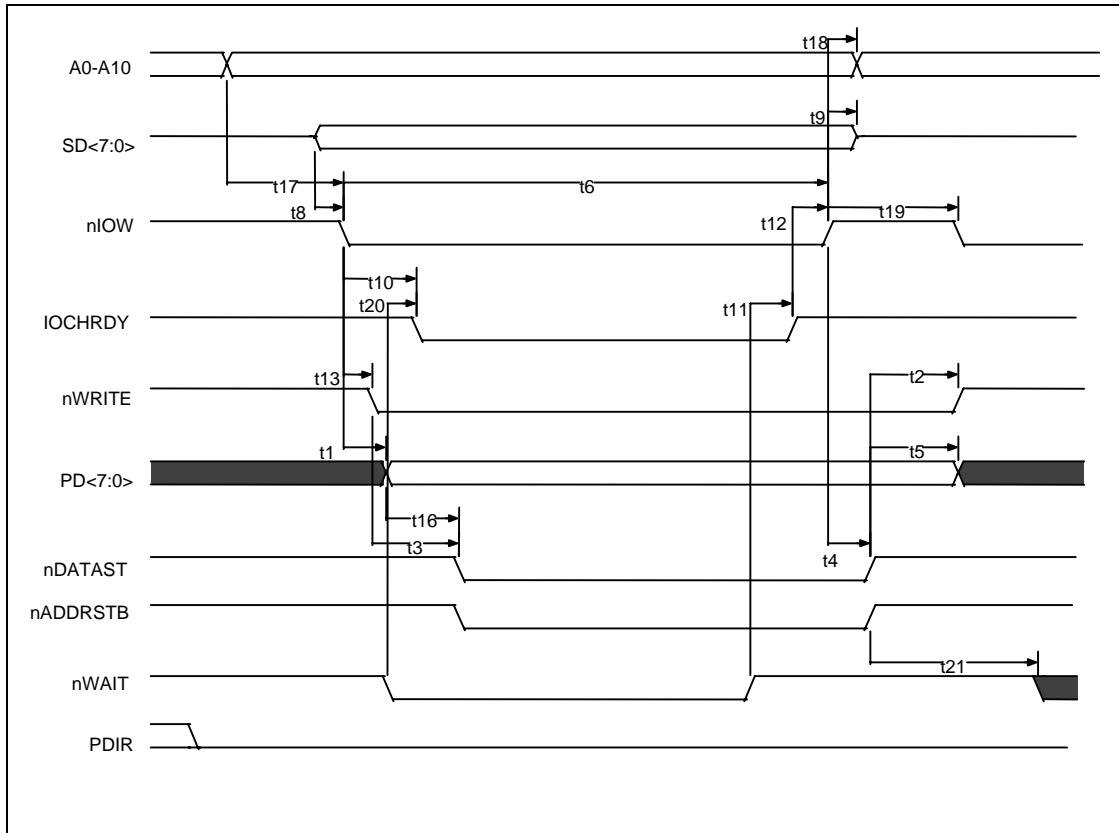 t18
A0-A10
t9
SD<7:0>
t17
t6
t8
t12
t19
nIOW
t10
t20
t11
IOCHRDY
t13
t2
nWRITE
t1
t5
PD<7:0>
t16
t3
t4
nDATAST
nADDRSTB
t21
nWAIT
PDIR